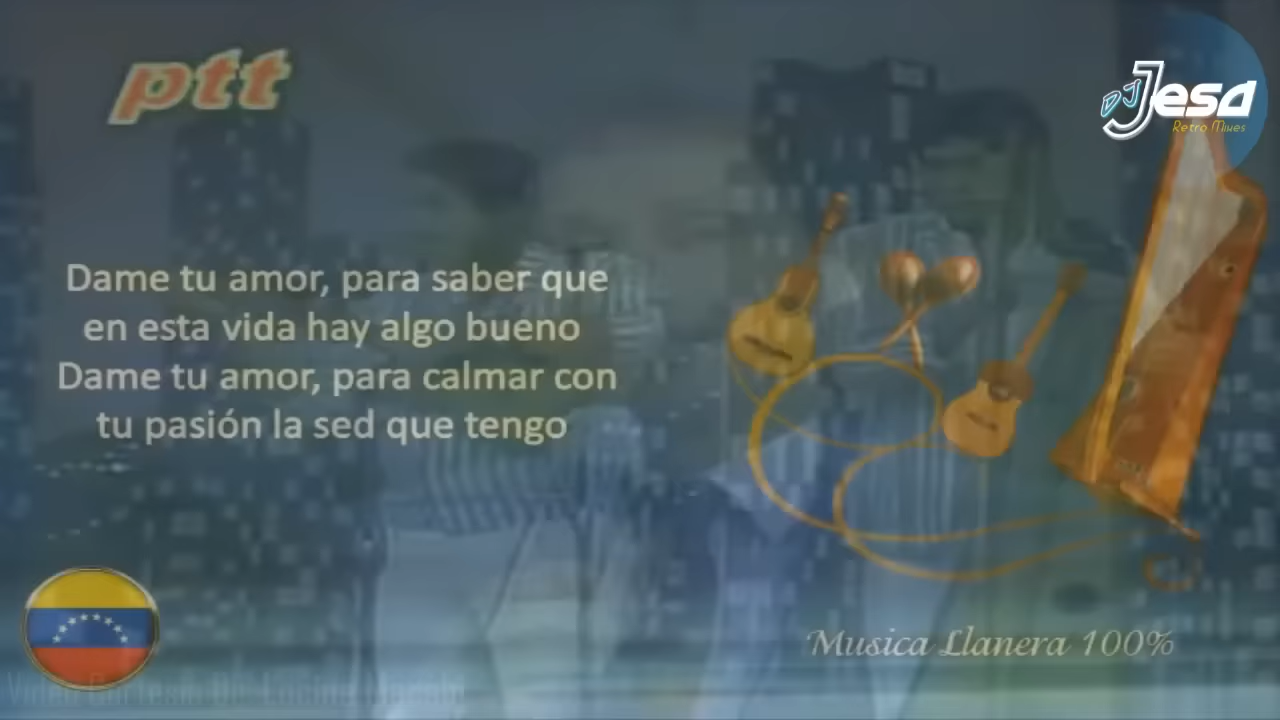 ptt
DJ Jesa
Retro Mixes
Dame tu amor, para saber que
en esta vida hay algo bueno
Dame tu amor, para calmar con
tu pasión la sed que tengo
Musica Llanera 100%